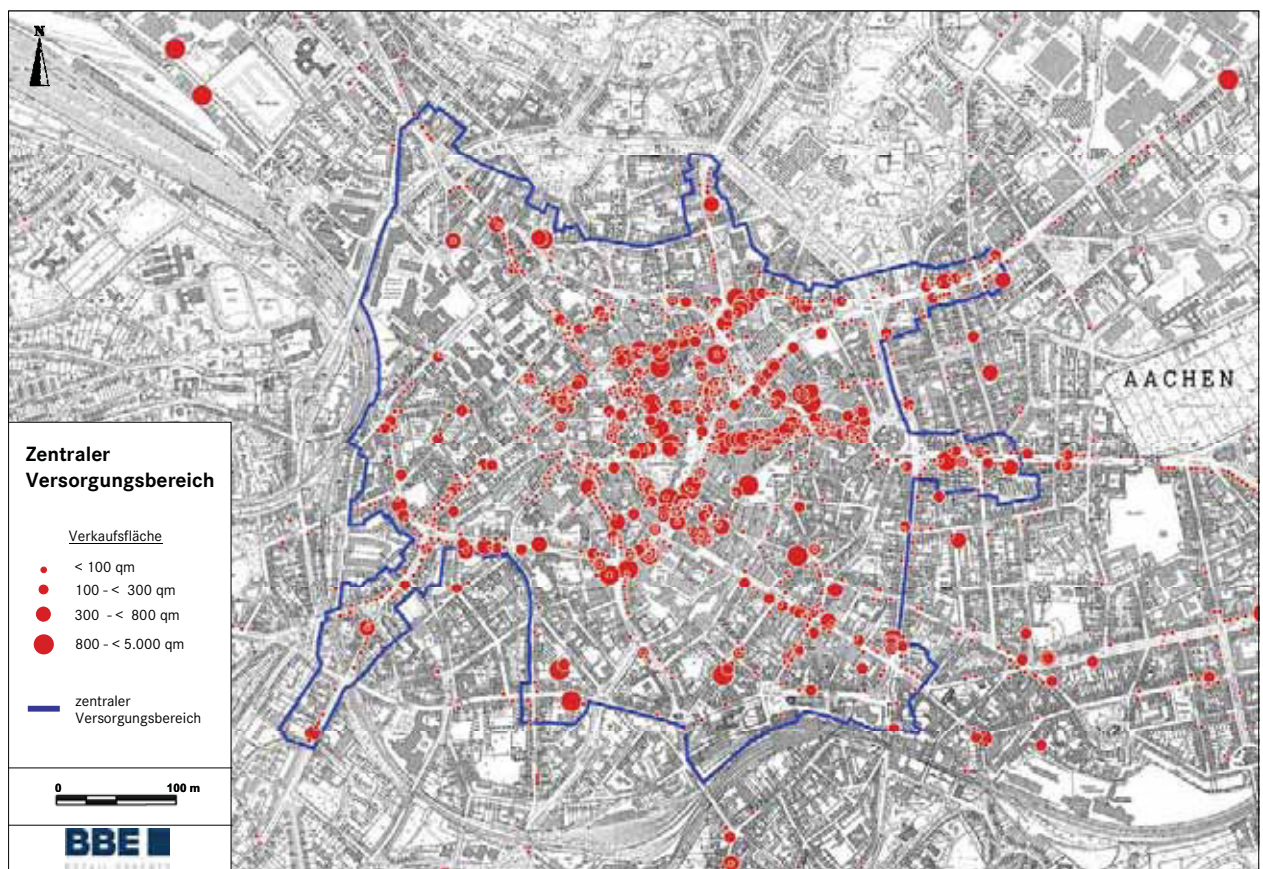 N
AACHEN
Zentraler
Versorgungsbereich
Verkaufsfläche
< 100 qm
100 - < 300 qm
300 - < 800 qm
800 - < 5.000 qm
zentraler
Versorgungsbereich
0 100 m
BBE